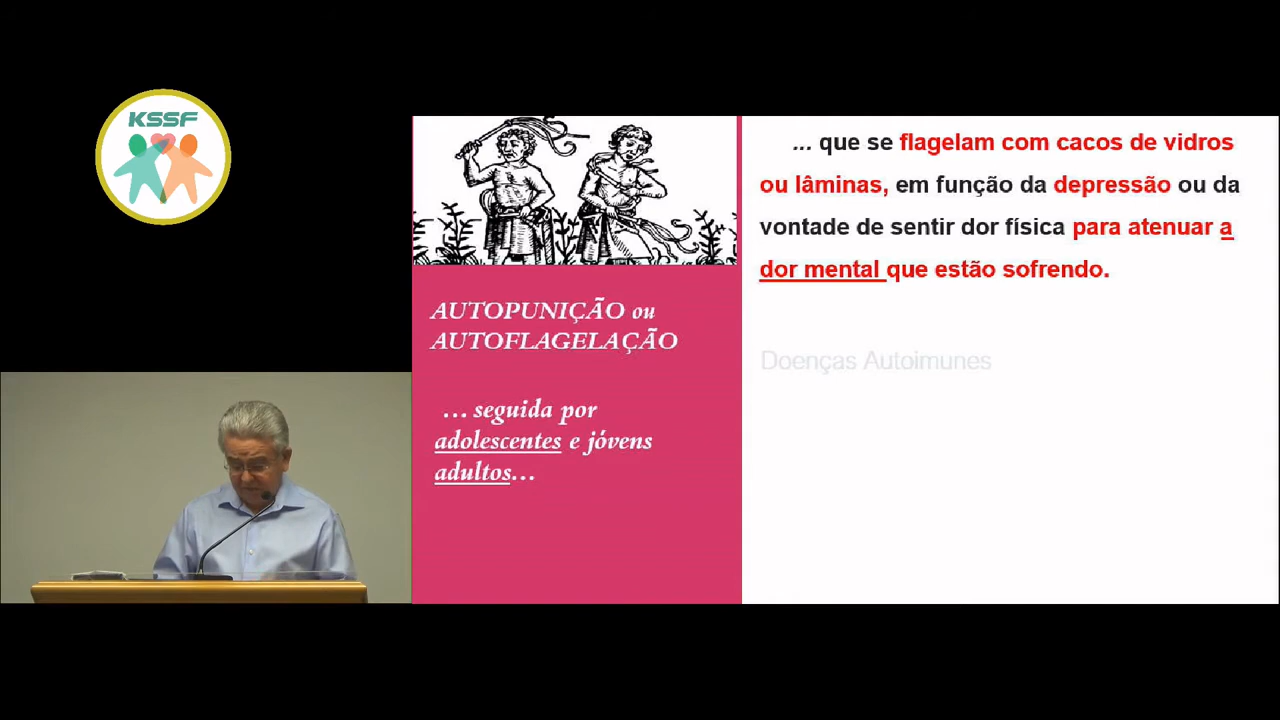 KSSF
AUTOPUNIÇÃO ou
AUTOFLAGELAÇÃO
... seguida por
adolescentes e jóvens
adultos...
... que se flagelam com cacos de vidros
ou lâminas, em função da depressão ou da
vontade de sentir dor física para atenuar a
dor mental que estão sofrendo.
Doenças Autoimunes